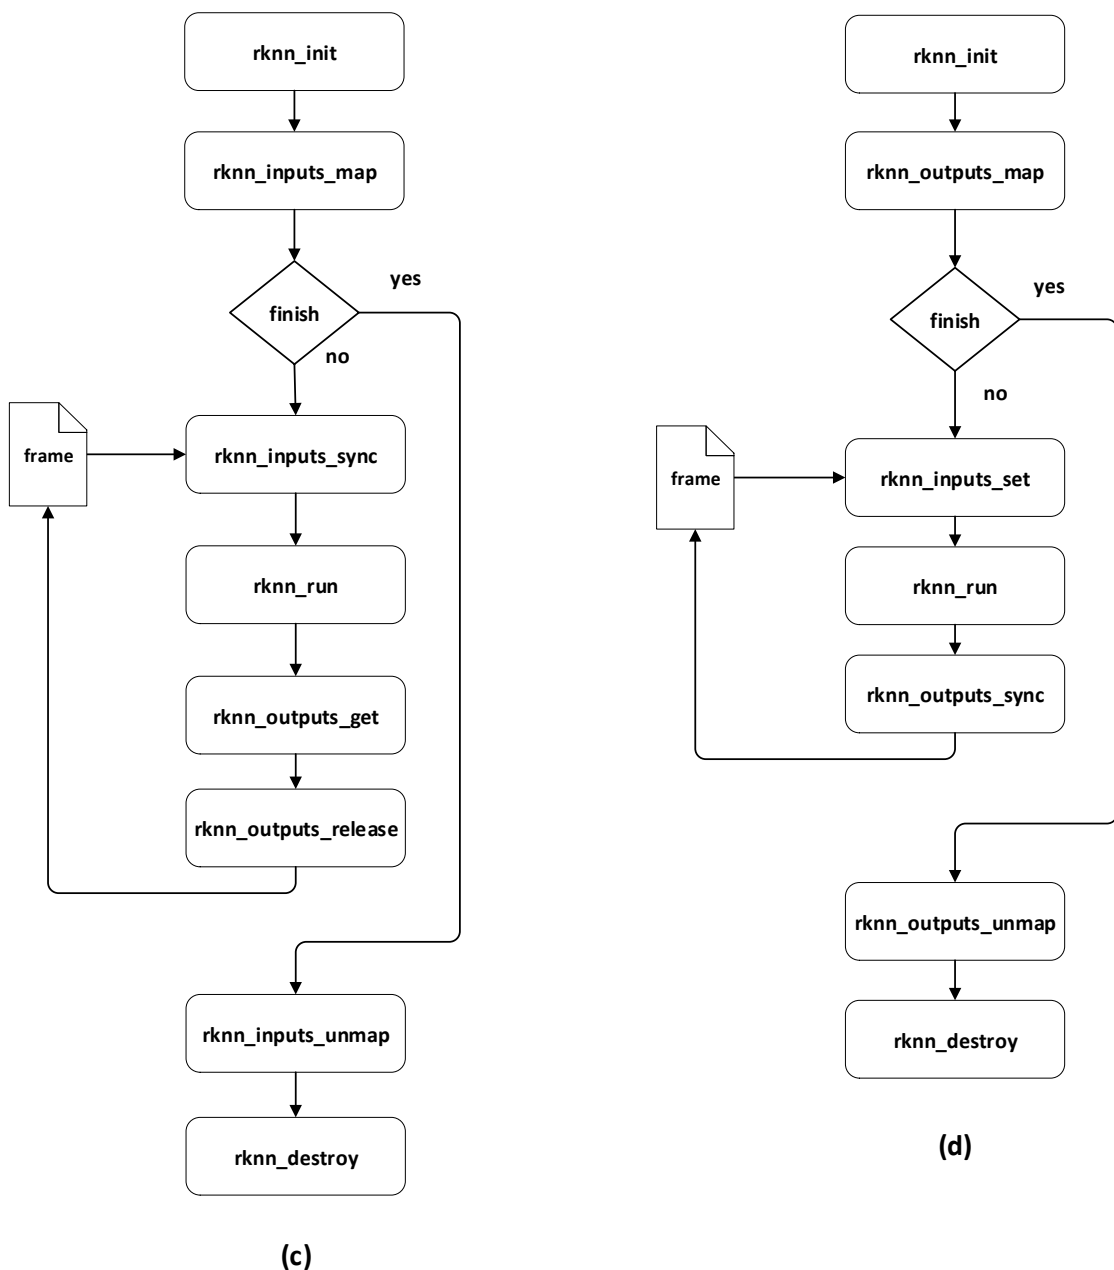 rknn_init
rknn_inputs_map
yes
finish
no
frame
rknn_inputs_sync
rknn_run
rknn_outputs_get
rknn_outputs_release
rknn_inputs_unmap
rknn_destroy
(c)
rknn_init
rknn_outputs_map
yes
finish
no
frame
rknn_inputs_set
rknn_run
rknn_outputs_sync
rknn_outputs_unmap
rknn_destroy
(d)